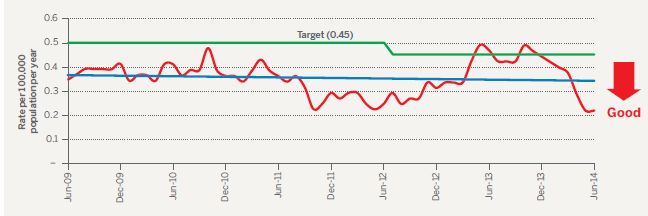 Rate per 100,000
population per year
0.6
0.5
0.4
0.3
0.2
0.1
–
Target (0.45)
Good
Jun-09
Dec-09
Jun-10
Dec-10
Jun-11
Dec-11
Jun-12
Dec-12
Jun-13
Dec-13
Jun-14